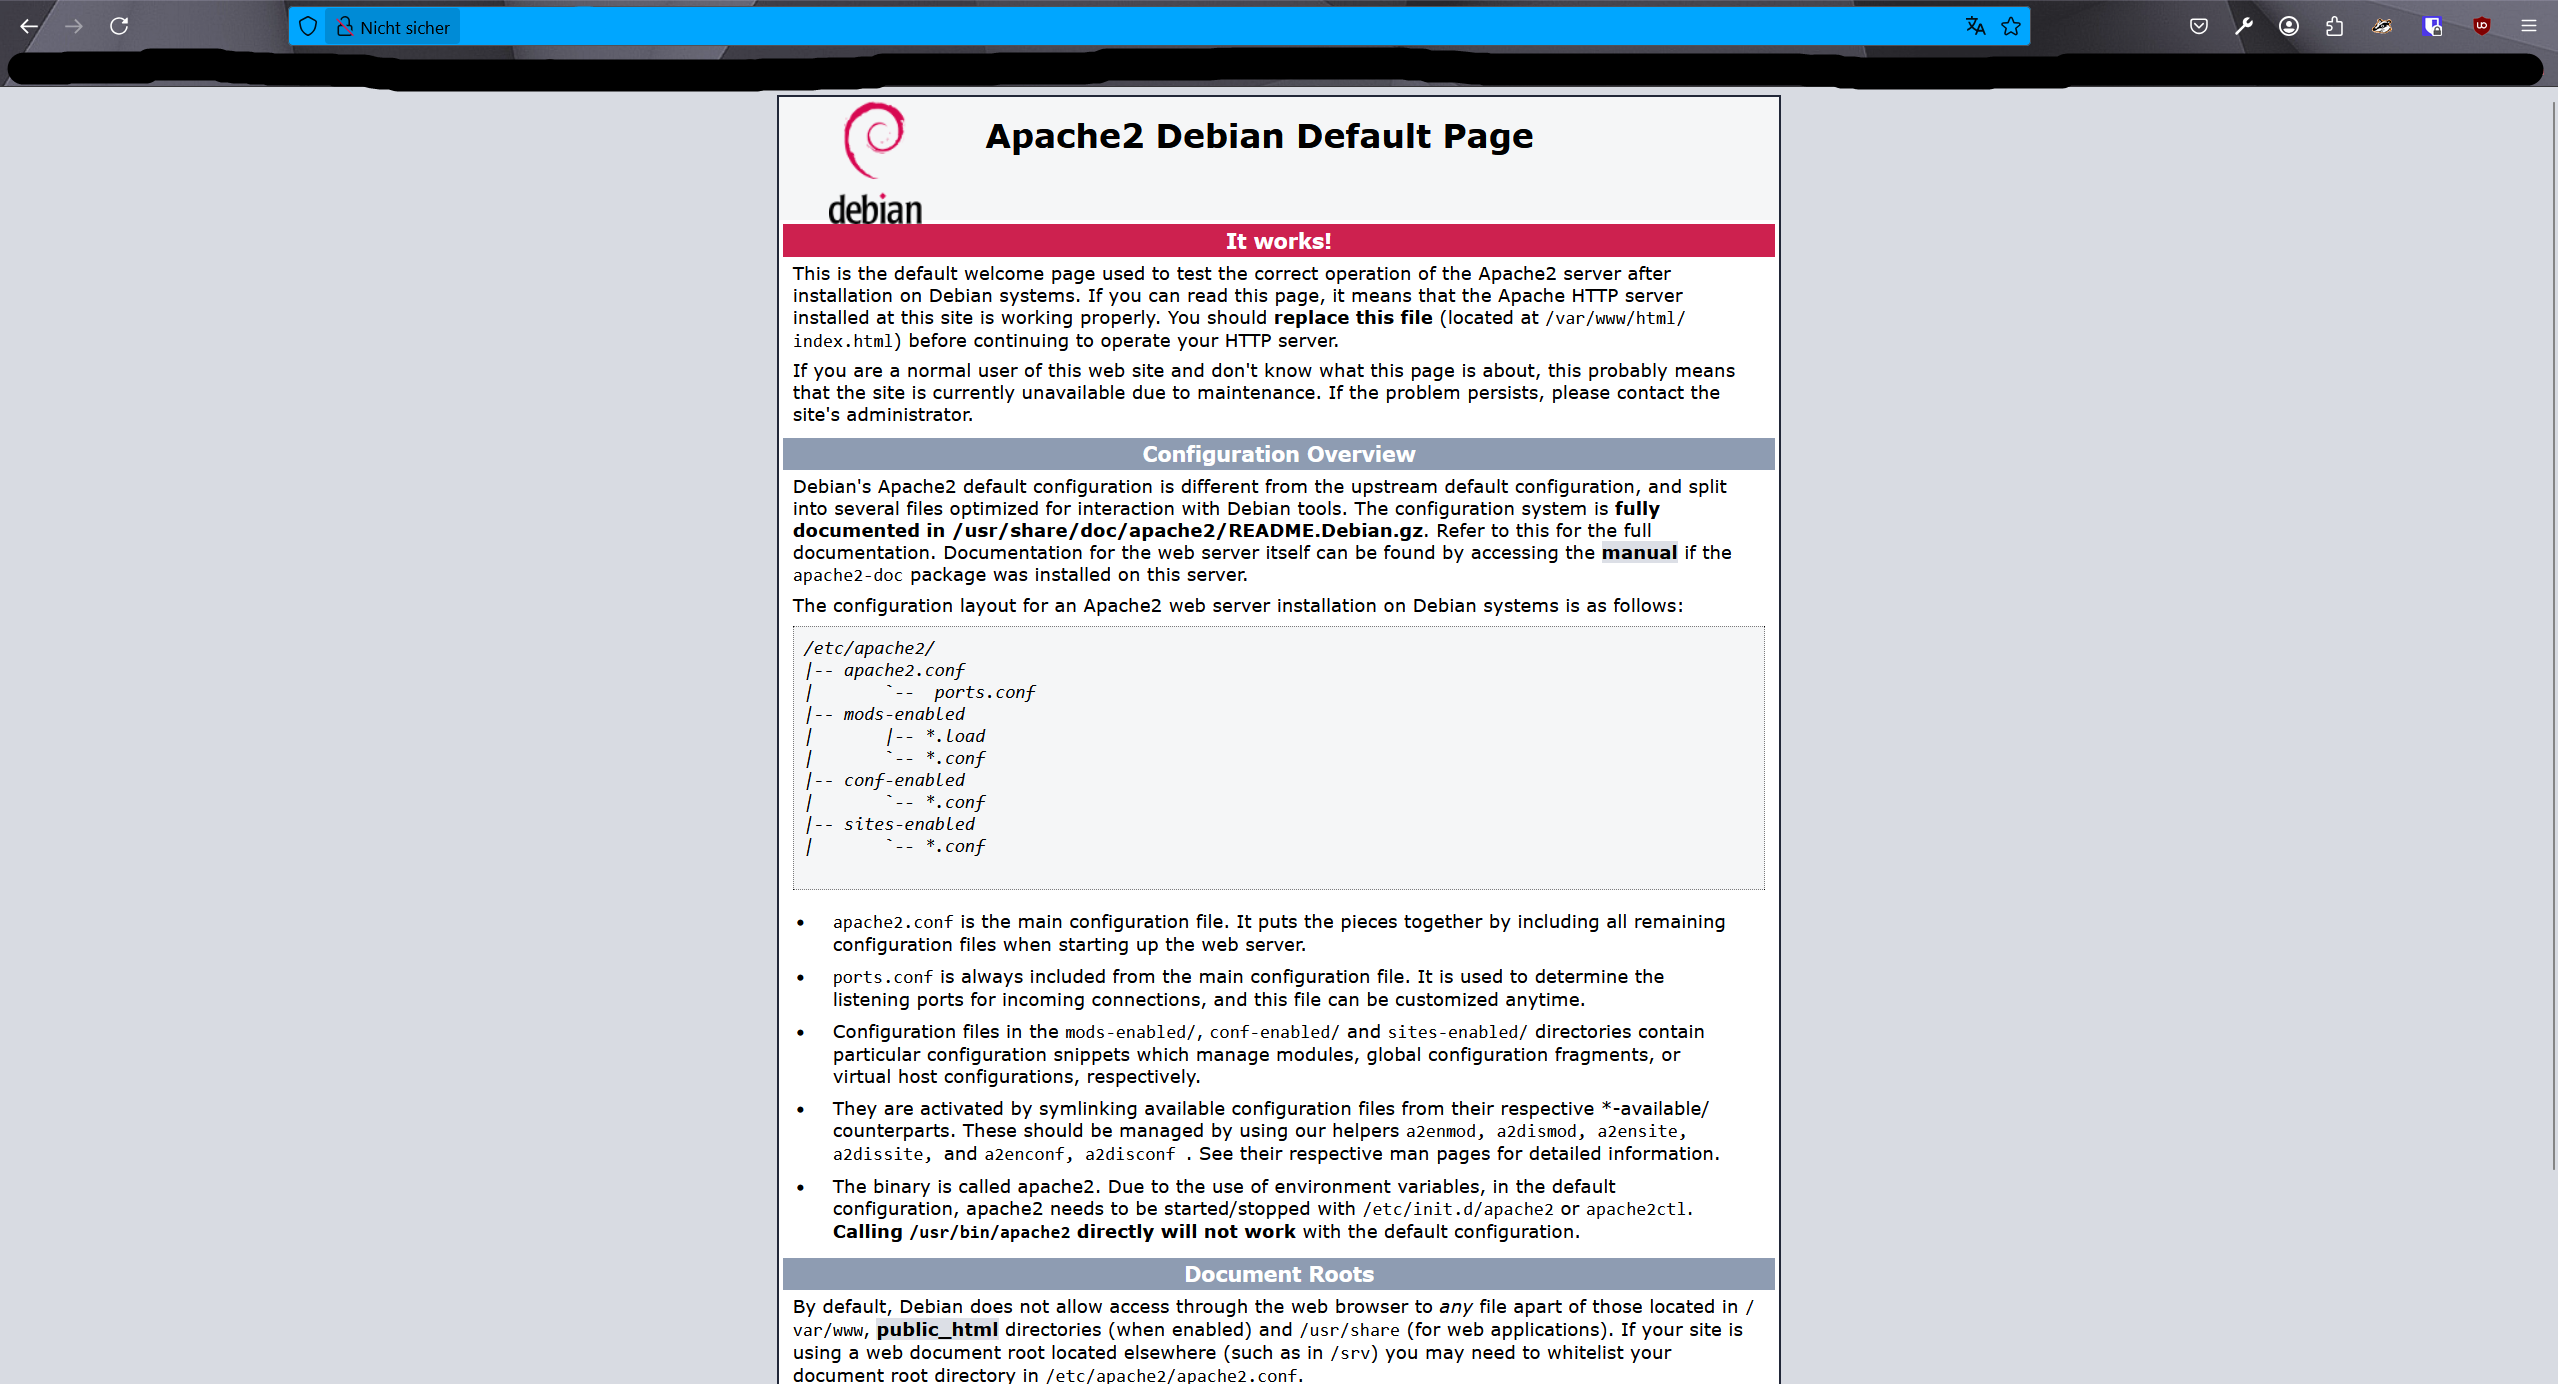 Nicht sicher
debian
Apache2 Debian Default Page
It works!
This is the default welcome page used to test the correct operation of the Apache2 server after
installation on Debian systems. If you can read this page, it means that the Apache HTTP server
installed at this site is working properly. You should replace this file (located at /var/www/html/
index.html) before continuing to operate your HTTP server.
If you are a normal user of this web site and don't know what this page is about, this probably means
that the site is currently unavailable due to maintenance. If the problem persists, please contact the
site's administrator.
Configuration Overview
Debian's Apache2 default configuration is different from the upstream default configuration, and split
into several files optimized for interaction with Debian tools. The configuration system is fully
documented in /usr/share/doc/apache2/README.Debian.gz. Refer to this for the full
documentation. Documentation for the web server itself can be found by accessing the manual if the
apache2-doc package was installed on this server.
The configuration layout for an Apache2 web server installation on Debian systems is as follows:
/etc/apache2/
|-- apache2.conf
|       `--  ports.conf
|-- mods-enabled
|       |-- *.load
|       `-- *.conf
|-- conf-enabled
|       `-- *.conf
|-- sites-enabled
|       `-- *.conf
• apache2.conf is the main configuration file. It puts the pieces together by including all remaining
configuration files when starting up the web server.
• ports.conf is always included from the main configuration file. It is used to determine the
listening ports for incoming connections, and this file can be customized anytime.
• Configuration files in the mods-enabled/, conf-enabled/ and sites-enabled/ directories contain
particular configuration snippets which manage modules, global configuration fragments, or
virtual host configurations, respectively.
• They are activated by symlinking available configuration files from their respective *-available/
counterparts. These should be managed by using our helpers a2enmod, a2dismod, a2ensite,
a2dissite, and a2enconf, a2disconf . See their respective man pages for detailed information.
• The binary is called apache2. Due to the use of environment variables, in the default
configuration, apache2 needs to be started/stopped with /etc/init.d/apache2 or apache2ctl.
Calling /usr/bin/apache2 directly will not work with the default configuration.
Document Roots
By default, Debian does not allow access through the web browser to any file apart of those located in /
var/www, public_html directories (when enabled) and /usr/share (for web applications). If your site is
using a web document root located elsewhere (such as in /srv) you may need to whitelist your
document root directory in /etc/apache2/apache2.conf.